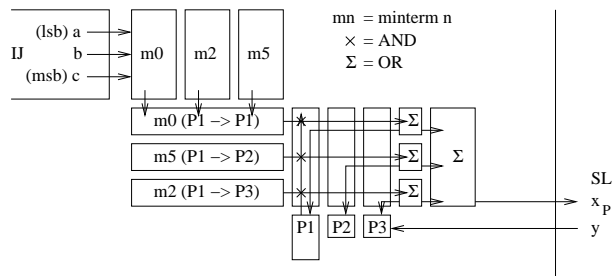 mn = minterm n
(lsb) a
IJ b m0 m2 m5 × = AND
(msb) c Σ = OR
m0 (P1 −> P1) Σ
m5 (P1 −> P2) Σ Σ
m2 (P1 −> P3) Σ
SL
x P
P1 P2 P3 y